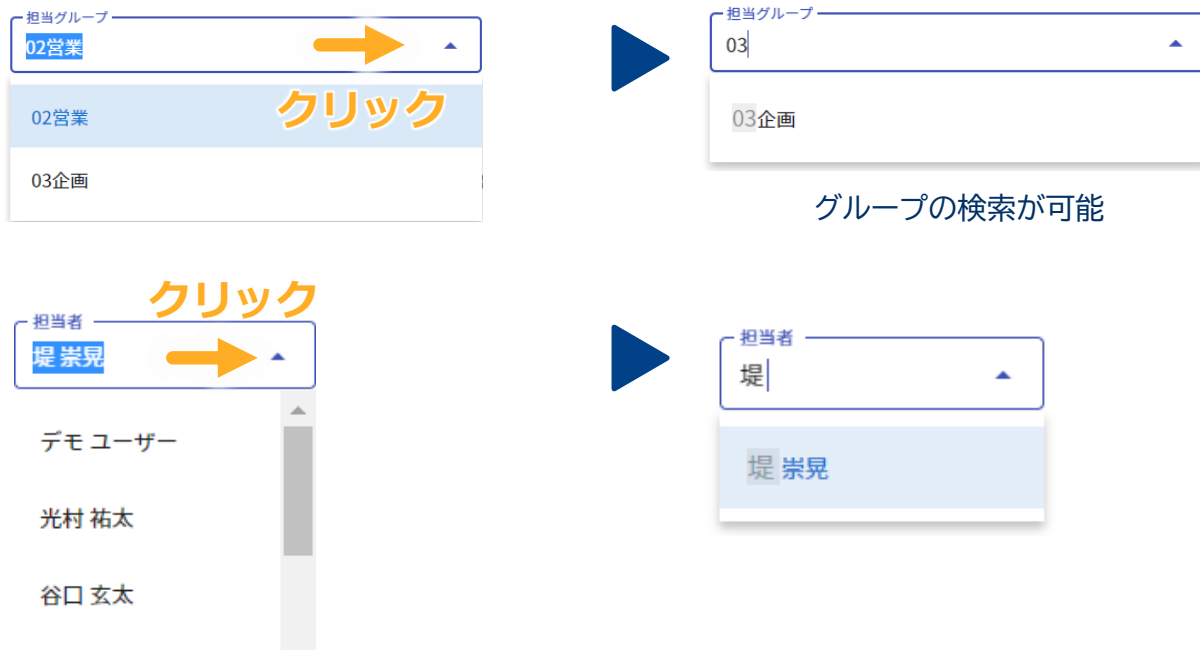 担当グループ
02営業
クリック
02営業
03企画
担当グループ
03
03企画
グループの検索が可能
クリック
担当者
堤 崇晃
デモ ユーザー
光村 祐太
谷口 玄太
担当者
堤
堤 崇晃